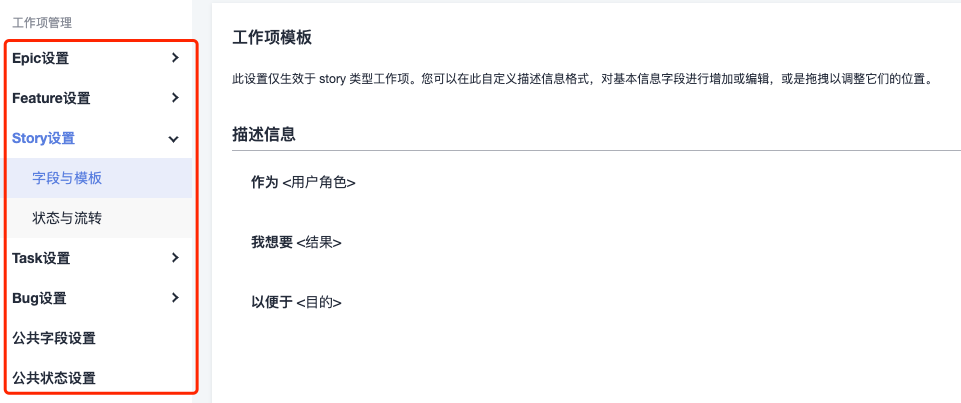 工作项管理
Epic设置
Feature设置
Story设置
字段与模板
状态与流转
Task设置
Bug设置
公共字段设置
公共状态设置
工作项模板
此设置仅生效于 story 类型工作项。您可以在此自定义描述信息格式，对基本信息字段进行增加或编辑，或是拖拽以调整它们的位置。
描述信息
作为 <用户角色>
我想要 <结果>
以便于 <目的>